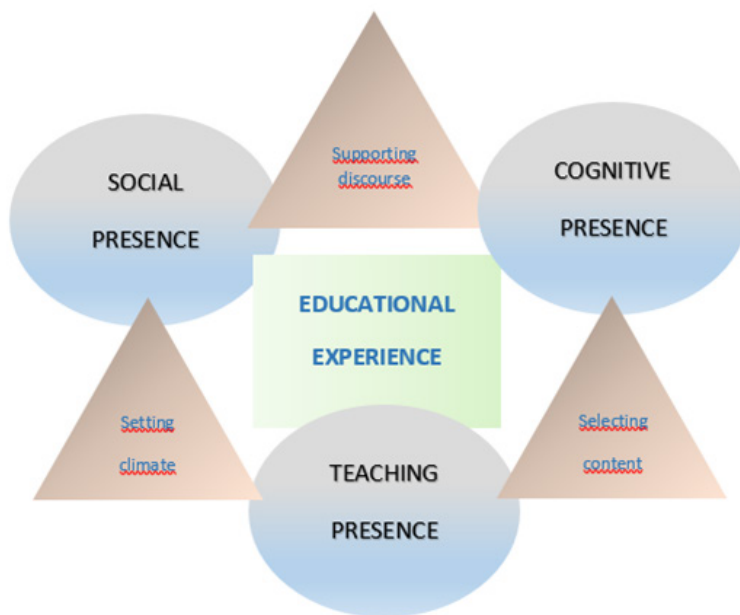 Supporting
discourse
SOCIAL
PRESENCE
COGNITIVE
PRESENCE
EDUCATIONAL
EXPERIENCE
Setting
climate
Selecting
content
TEACHING
PRESENCE